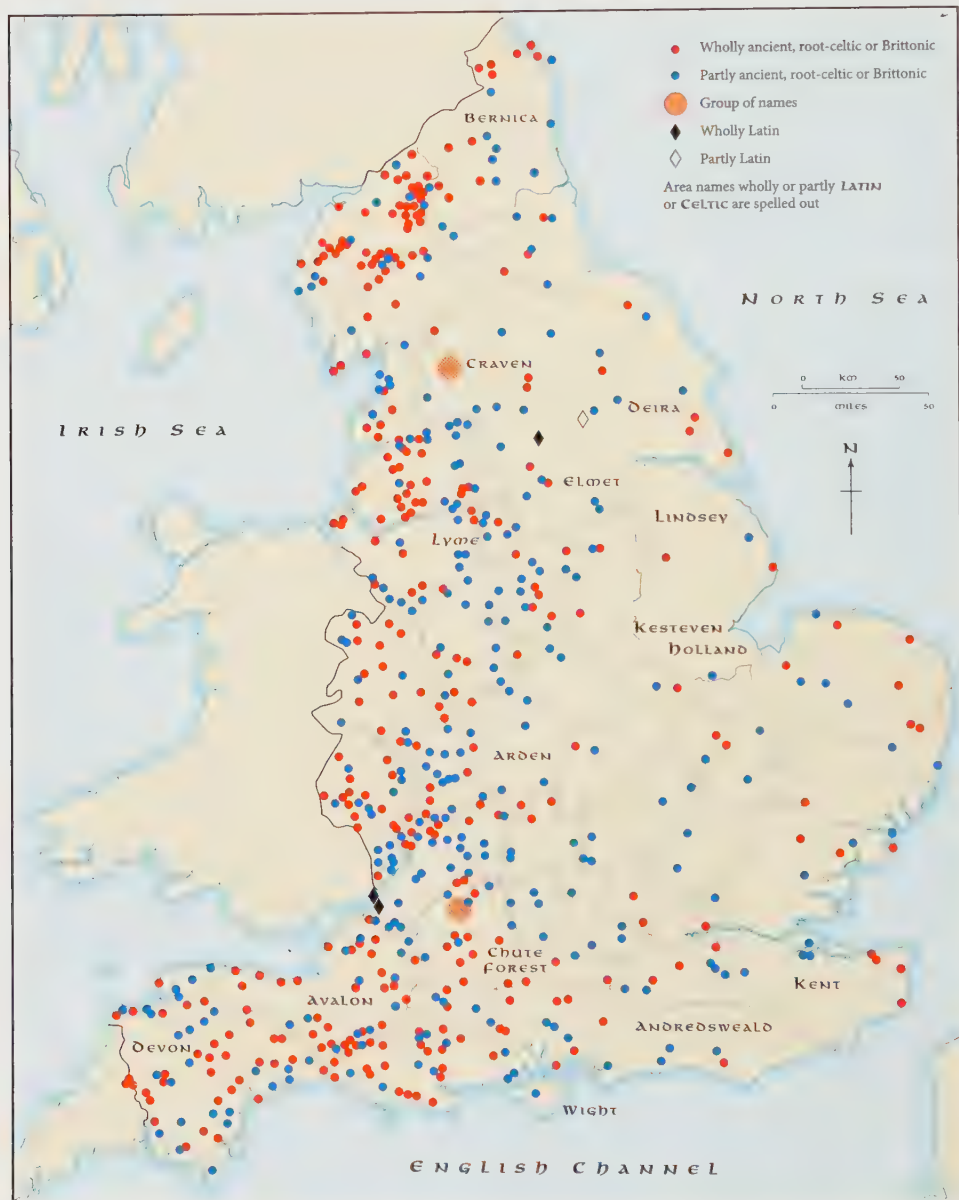 Wholly ancient, root-celtic or Brittonic
Partly ancient, root-celtic or Brittonic
Group of names
Wholly Latin
Partly Latin
Area names wholly or partly LATIN
or CELTIC are spelled out
BERNICA
NORTH SEA
CRAVEN
0 KM 50
0 MILES 50
DEIRA
IRISH SEA
N
ELMET
LINDSEY
LYME
KESTEVEN
HOLLAND
ARDEN
CHUTE
FOREST
KENT
AVALON
ANDREDSWEALD
DEVON
WIGHT
ENGLISH CHANNEL